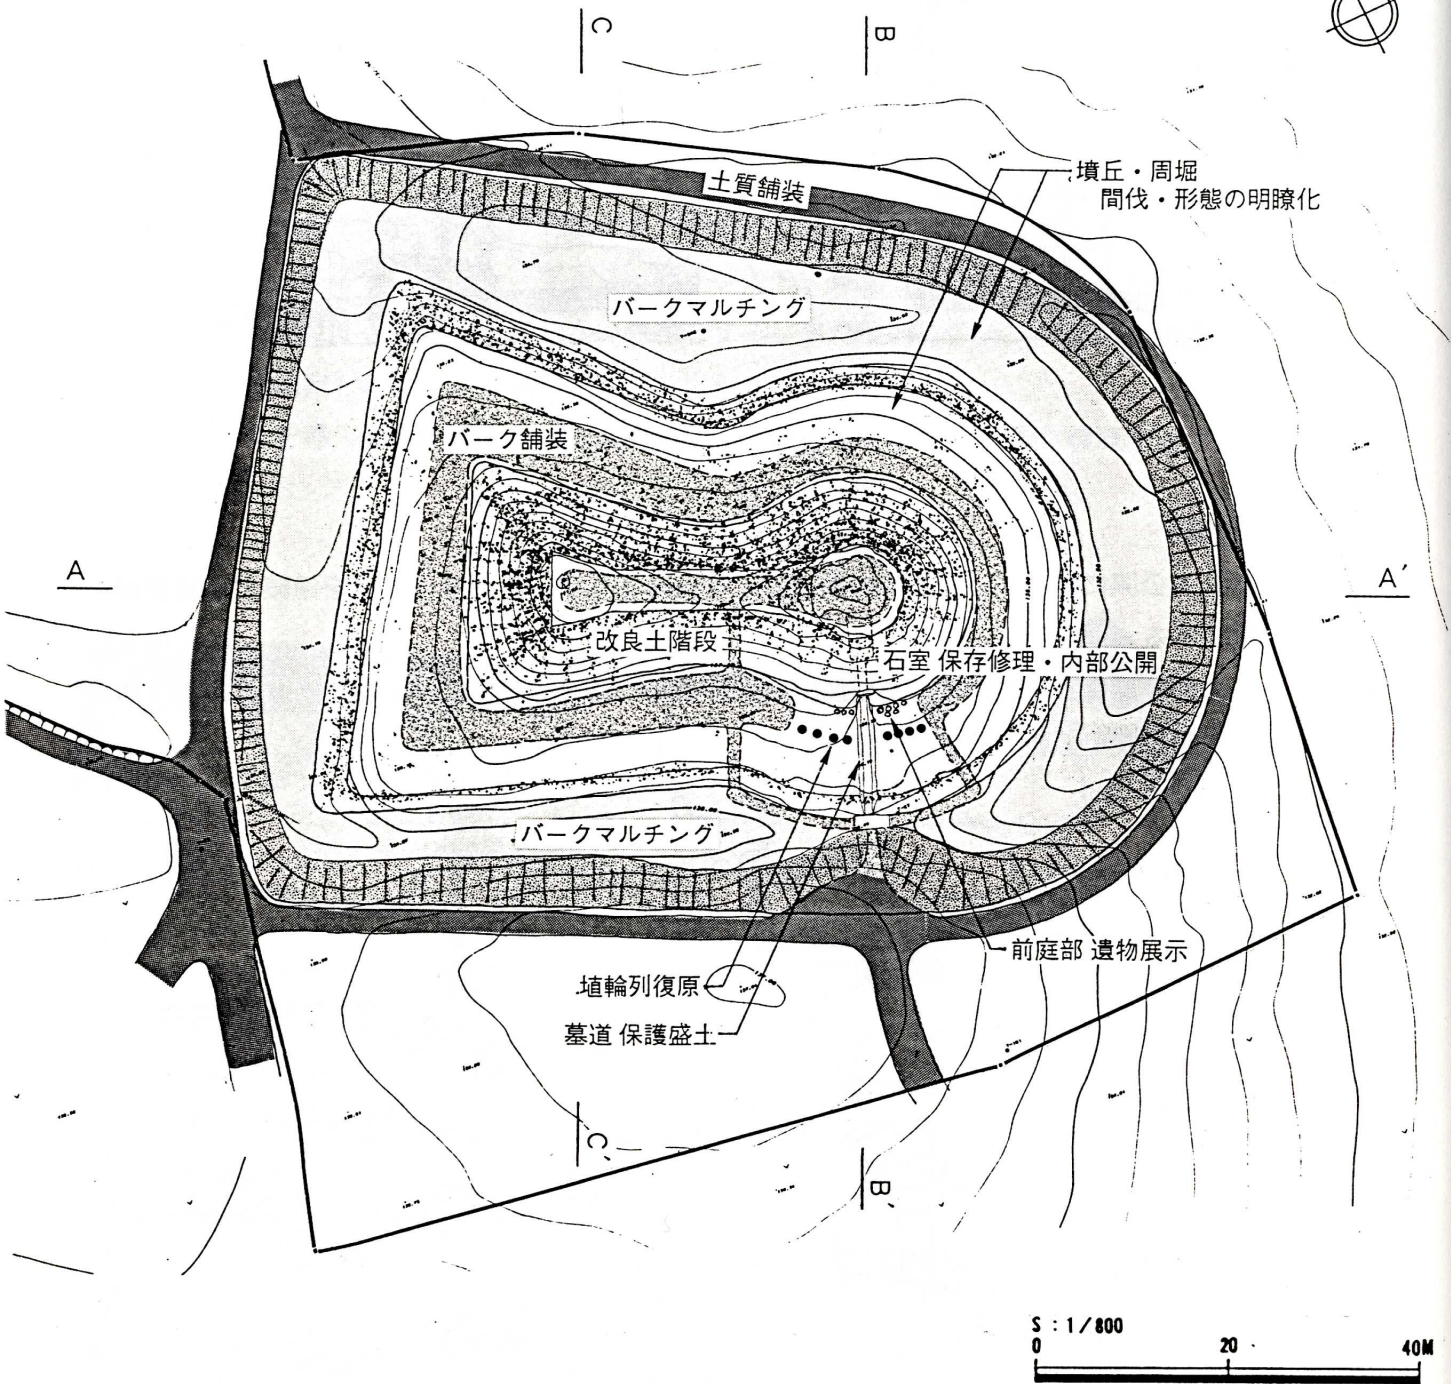 C
B
墳丘・周堀
間伐・形態の明瞭化
土質舗装
バークマルチング
バーク舗装
A
A′
改良土階段
石室 保存修理・内部公開
バークマルチング
前庭部 遺物展示
埴輪列復原
墓道 保護盛土
C′
B′
S : 1/800
0 20 40M